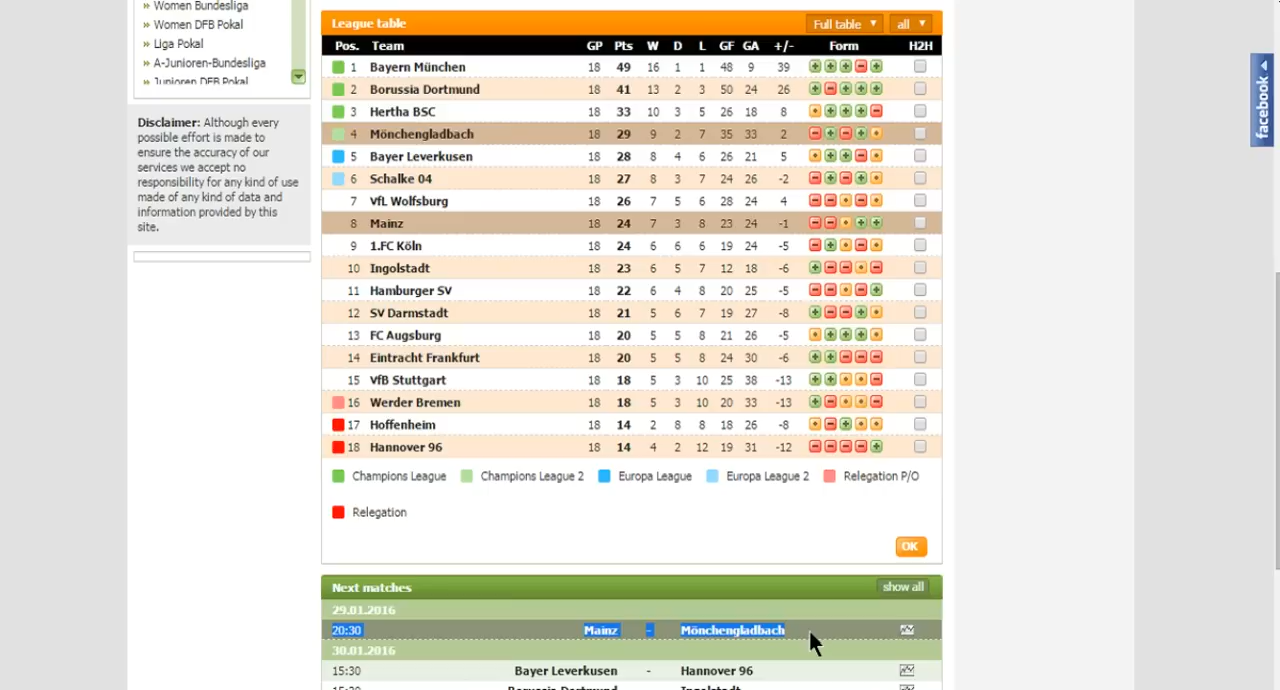 » Women Bundesliga
» Women DFB Pokal
» Liga Pokal
» A-Junioren-Bundesliga
» Junioren DFB Pokal
Disclaimer: Although every
possible effort is made to
ensure the accuracy of our
services we accept no
responsibility for any kind of use
made of any kind of data and
information provided by this
site.
League table Full table ▼ all ▼
Pos. Team GP Pts W D L GF GA +/- Form H2H
1 Bayern München 18 49 16 1 1 48 9 39
2 Borussia Dortmund 18 41 13 2 3 50 24 26
3 Hertha BSC 18 33 10 3 5 26 18 8
4 Mönchengladbach 18 29 9 2 7 35 33 2
5 Bayer Leverkusen 18 28 8 4 6 26 21 5
6 Schalke 04 18 27 8 3 7 24 26 -2
7 VfL Wolfsburg 18 26 7 5 6 28 24 4
8 Mainz 18 24 7 3 8 23 24 -1
9 1.FC Köln 18 24 6 6 6 19 24 -5
10 Ingolstadt 18 23 6 5 7 12 18 -6
11 Hamburger SV 18 22 6 4 8 20 25 -5
12 SV Darmstadt 18 21 5 6 7 19 27 -8
13 FC Augsburg 18 20 5 5 8 21 26 -5
14 Eintracht Frankfurt 18 20 5 5 8 24 30 -6
15 VfB Stuttgart 18 18 5 3 10 25 38 -13
16 Werder Bremen 18 18 5 3 10 20 33 -13
17 Hoffenheim 18 14 2 8 8 18 26 -8
18 Hannover 96 18 14 4 2 12 19 31 -12
Champions League Champions League 2 Europa League Europa League 2 Relegation P/O
Relegation
OK
Next matches show all
29.01.2016
20:30 Mainz - Mönchengladbach
30.01.2016
15:30 Bayer Leverkusen - Hannover 96
15:30 Borussia Dortmund Ingolstadt
facebook